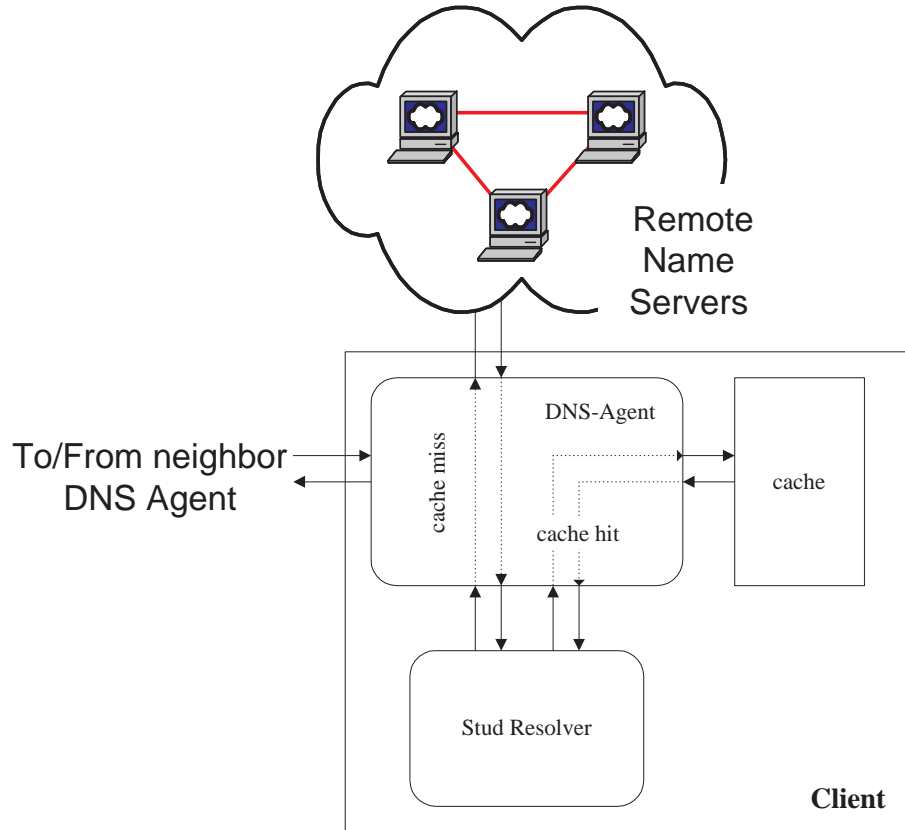 Remote
Name
Servers
DNS-Agent
To/From neighbor
DNS Agent
cache miss
cache hit
cache
Stud Resolver
Client